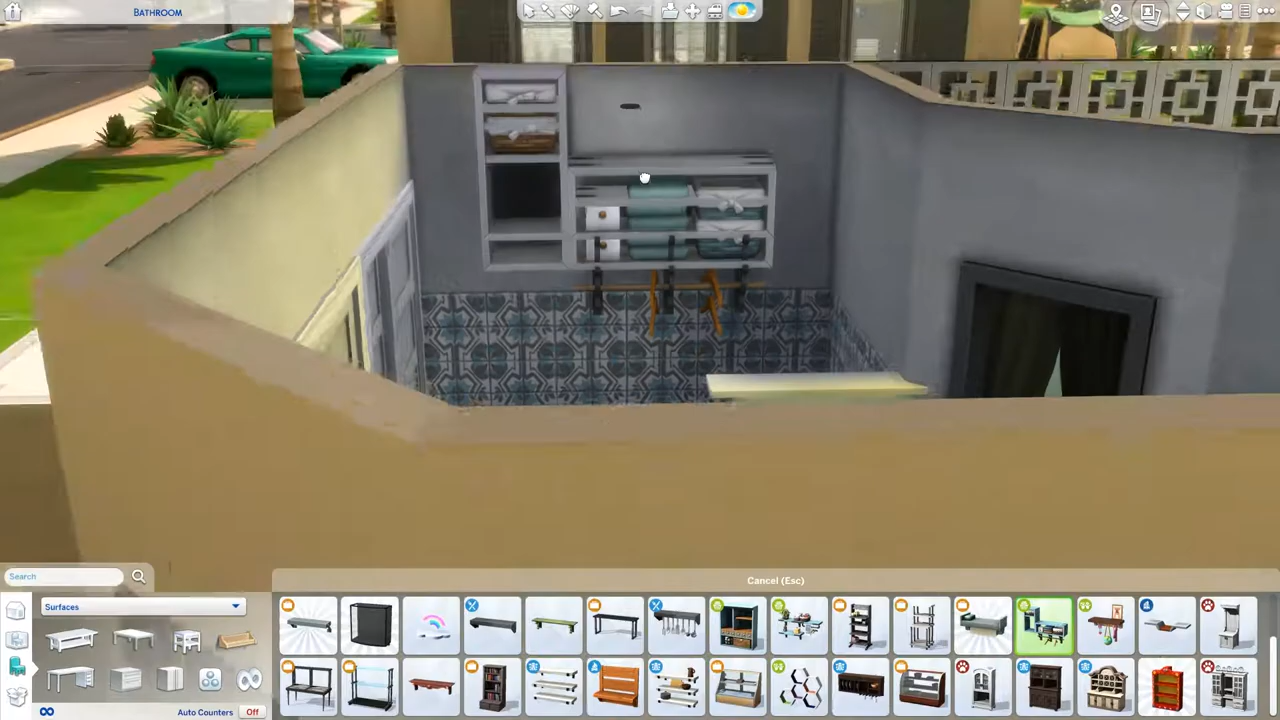 BATHROOM
Cancel (Esc)
Search
Surfaces
Auto Counters
Off